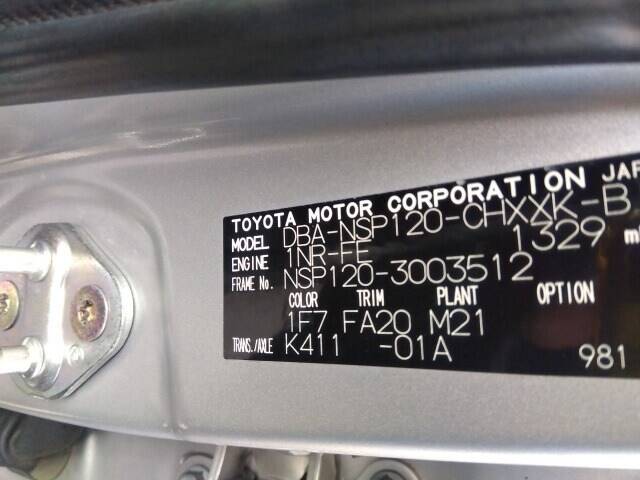 TOYOTA MOTOR CORPORATION JAP
MODEL DBA-NSP120-CHXXK-B
ENGINE 1NR-FE 1329
FRAME No. NSP120-3003512
COLOR TRIM PLANT OPTION
1F7 FA20 M21
TRANS./AXLE K411 -01A 981